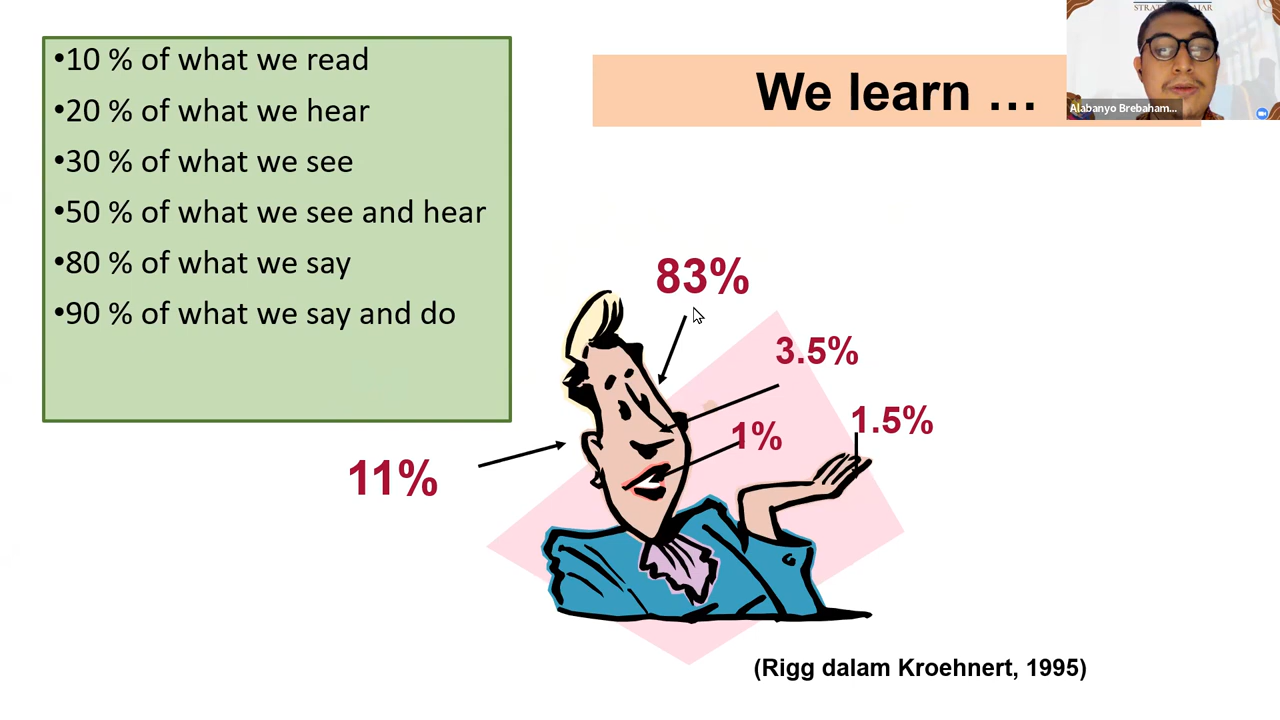 •10 % of what we read
•20 % of what we hear
•30 % of what we see
•50 % of what we see and hear
•80 % of what we say
•90 % of what we say and do
We learn …
Alabanyo Brebaham...
83%
3.5%
1.5%
1%
11%
(Rigg dalam Kroehnert, 1995)